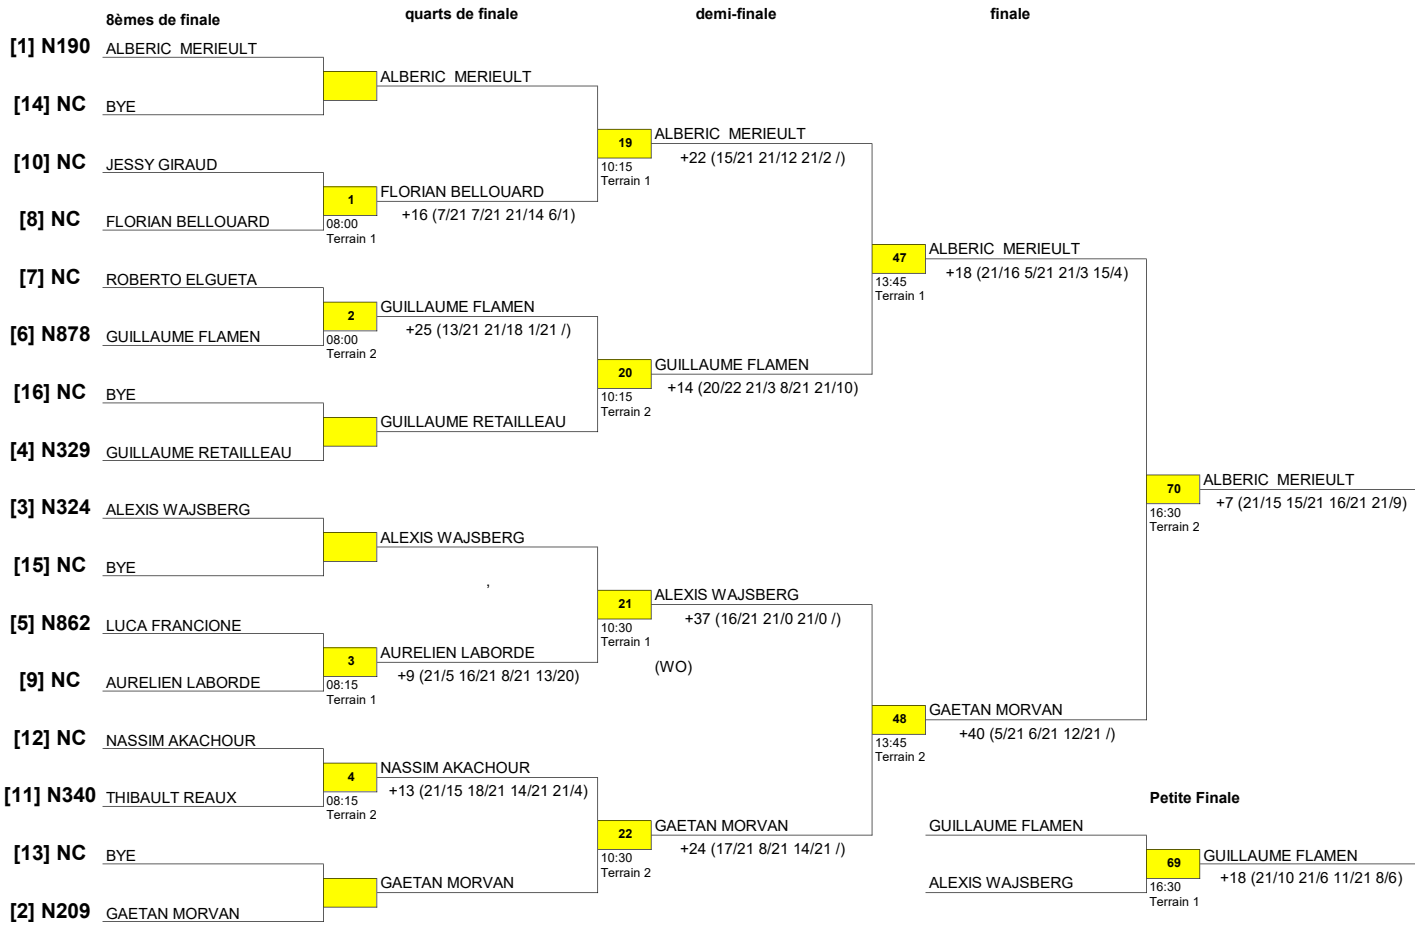 8èmes de finale
quarts de finale
demi-finale
finale
[1] N190 ALBERIC  MERIEULT
ALBERIC  MERIEULT
[14] NC BYE
19 ALBERIC  MERIEULT
+22 (15/21 21/12 21/2 /)
10:15
Terrain 1
[10] NC JESSY GIRAUD
1 FLORIAN BELLOUARD
+16 (7/21 7/21 21/14 6/1)
08:00
Terrain 1
[8] NC FLORIAN BELLOUARD
47 ALBERIC  MERIEULT
+18 (21/16 5/21 21/3 15/4)
13:45
Terrain 1
[7] NC ROBERTO ELGUETA
2 GUILLAUME FLAMEN
+25 (13/21 21/18 1/21 /)
08:00
Terrain 2
[6] N878 GUILLAUME FLAMEN
20 GUILLAUME FLAMEN
+14 (20/22 21/3 8/21 21/10)
10:15
Terrain 2
[16] NC BYE
GUILLAUME RETAILLEAU
[4] N329 GUILLAUME RETAILLEAU
70 ALBERIC  MERIEULT
+7 (21/15 15/21 16/21 21/9)
16:30
Terrain 2
[3] N324 ALEXIS WAJSBERG
ALEXIS WAJSBERG
[15] NC BYE
,
21 ALEXIS WAJSBERG
+37 (16/21 21/0 21/0 /)
10:30
Terrain 1
(WO)
[5] N862 LUCA FRANCIONE
3 AURELIEN LABORDE
+9 (21/5 16/21 8/21 13/20)
08:15
Terrain 1
[9] NC AURELIEN LABORDE
48 GAETAN MORVAN
+40 (5/21 6/21 12/21 /)
13:45
Terrain 2
[12] NC NASSIM AKACHOUR
4 NASSIM AKACHOUR
+13 (21/15 18/21 14/21 21/4)
08:15
Terrain 2
[11] N340 THIBAULT REAUX
22 GAETAN MORVAN
+24 (17/21 8/21 14/21 /)
10:30
Terrain 2
[13] NC BYE
GAETAN MORVAN
[2] N209 GAETAN MORVAN
Petite Finale
GUILLAUME FLAMEN
69 GUILLAUME FLAMEN
+18 (21/10 21/6 11/21 8/6)
ALEXIS WAJSBERG
16:30
Terrain 1